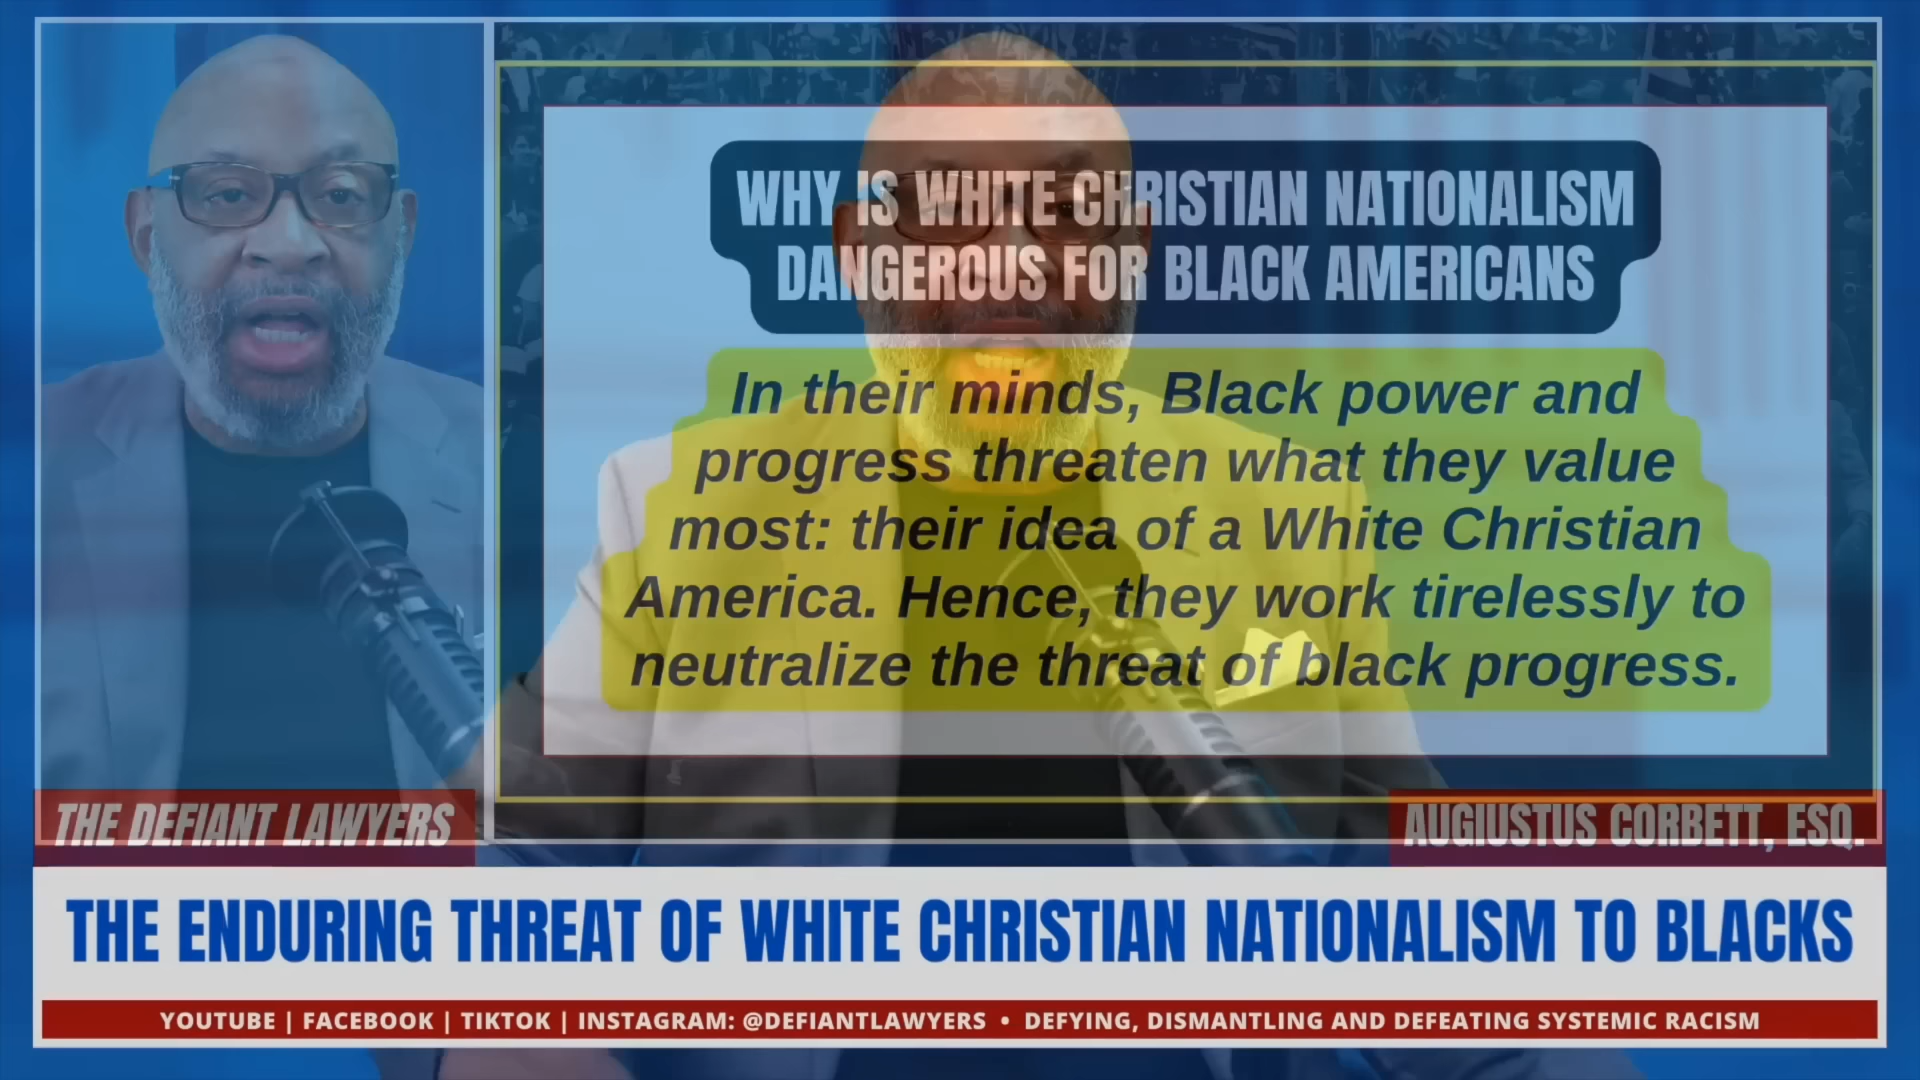 WHY IS WHITE CHRISTIAN NATIONALISM
DANGEROUS FOR BLACK AMERICANS
In their minds, Black power and
progress threaten what they value
most: their idea of a White Christian
America. Hence, they work tirelessly to
neutralize the threat of black progress.
THE DEFIANT LAWYERS
AUGIUSTUS CORBETT, ESQ.
THE ENDURING THREAT OF WHITE CHRISTIAN NATIONALISM TO BLACKS
YOUTUBE | FACEBOOK | TIKTOK | INSTAGRAM: @DEFIANTLAWYERS • DEFYING, DISMANTLING AND DEFEATING SYSTEMIC RACISM